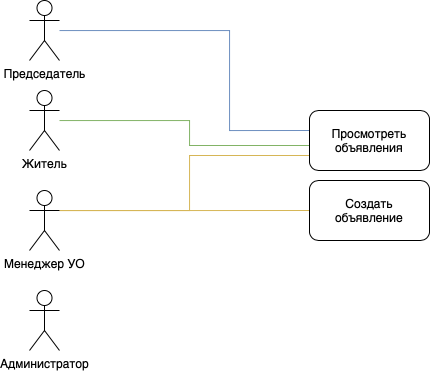 Председатель
Житель
Просмотреть
объявления
Создать
объявление
Менеджер УО
Администратор